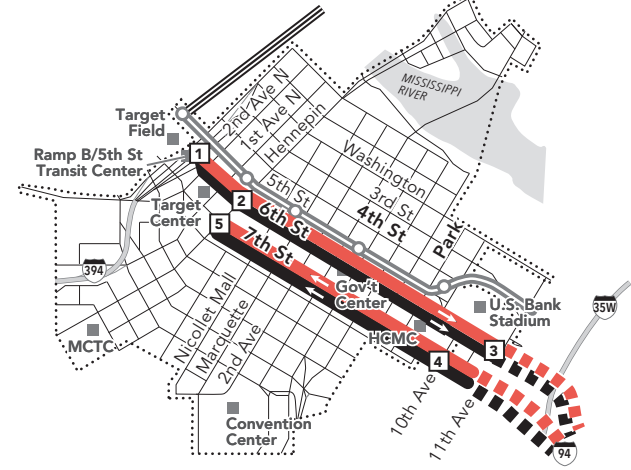 MISSISSIPPI
RIVER
Target
Field
2nd Ave N
1st Ave N
Hennepin
Washington
Ramp B/5th St
Transit Center
1
5th St
3rd St
4th St
Target
Center
2
6th St
5
7th St
Park
394
Gov't
Center
U.S. Bank
Stadium
35W
Nicollet Mall
Marquette
2nd Ave
MCTC
HCMC
3
4
10th Ave
11th Ave
Convention
Center
94